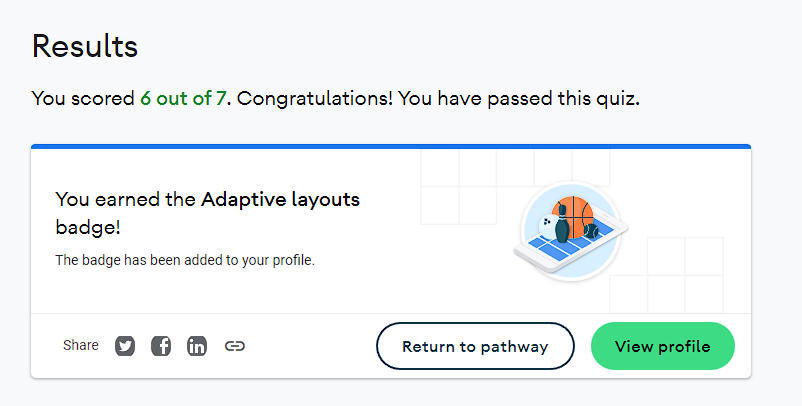 Results
You scored 6 out of 7. Congratulations! You have passed this quiz.
You earned the Adaptive layouts
badge!
The badge has been added to your profile.
Share
Return to pathway
View profile